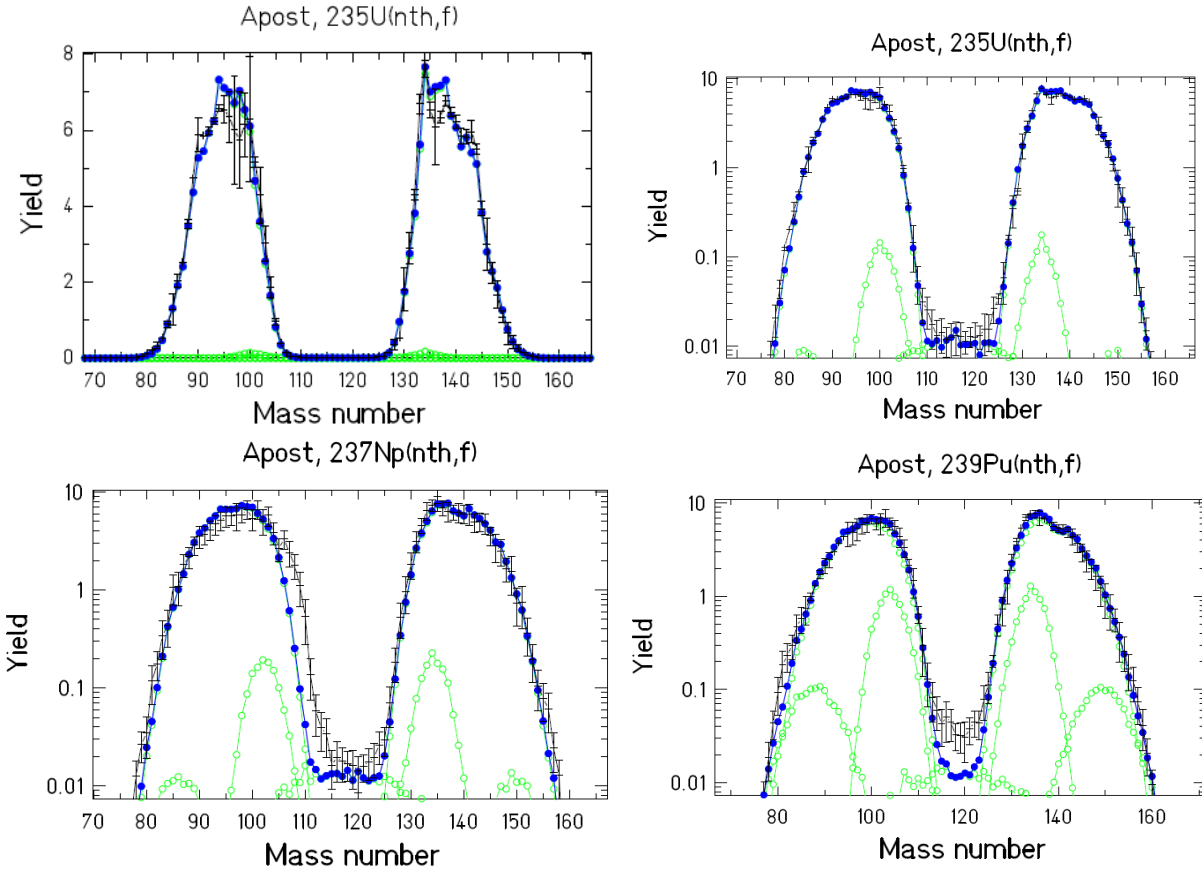 Apost, 235U(nth,f)
8
6
4
2
0
Yield
70 80 90 100 110 120 130 140 150 160
Mass number
Apost, 235U(nth,f)
10
1
0.1
0.01
Yield
70 80 90 100 110 120 130 140 150 160
Mass number
Apost, 237Np(nth,f)
10
1
0.1
0.01
Yield
70 80 90 100 110 120 130 140 150 160
Mass number
Apost, 239Pu(nth,f)
10
1
0.1
0.01
Yield
80 100 120 140 160
Mass number